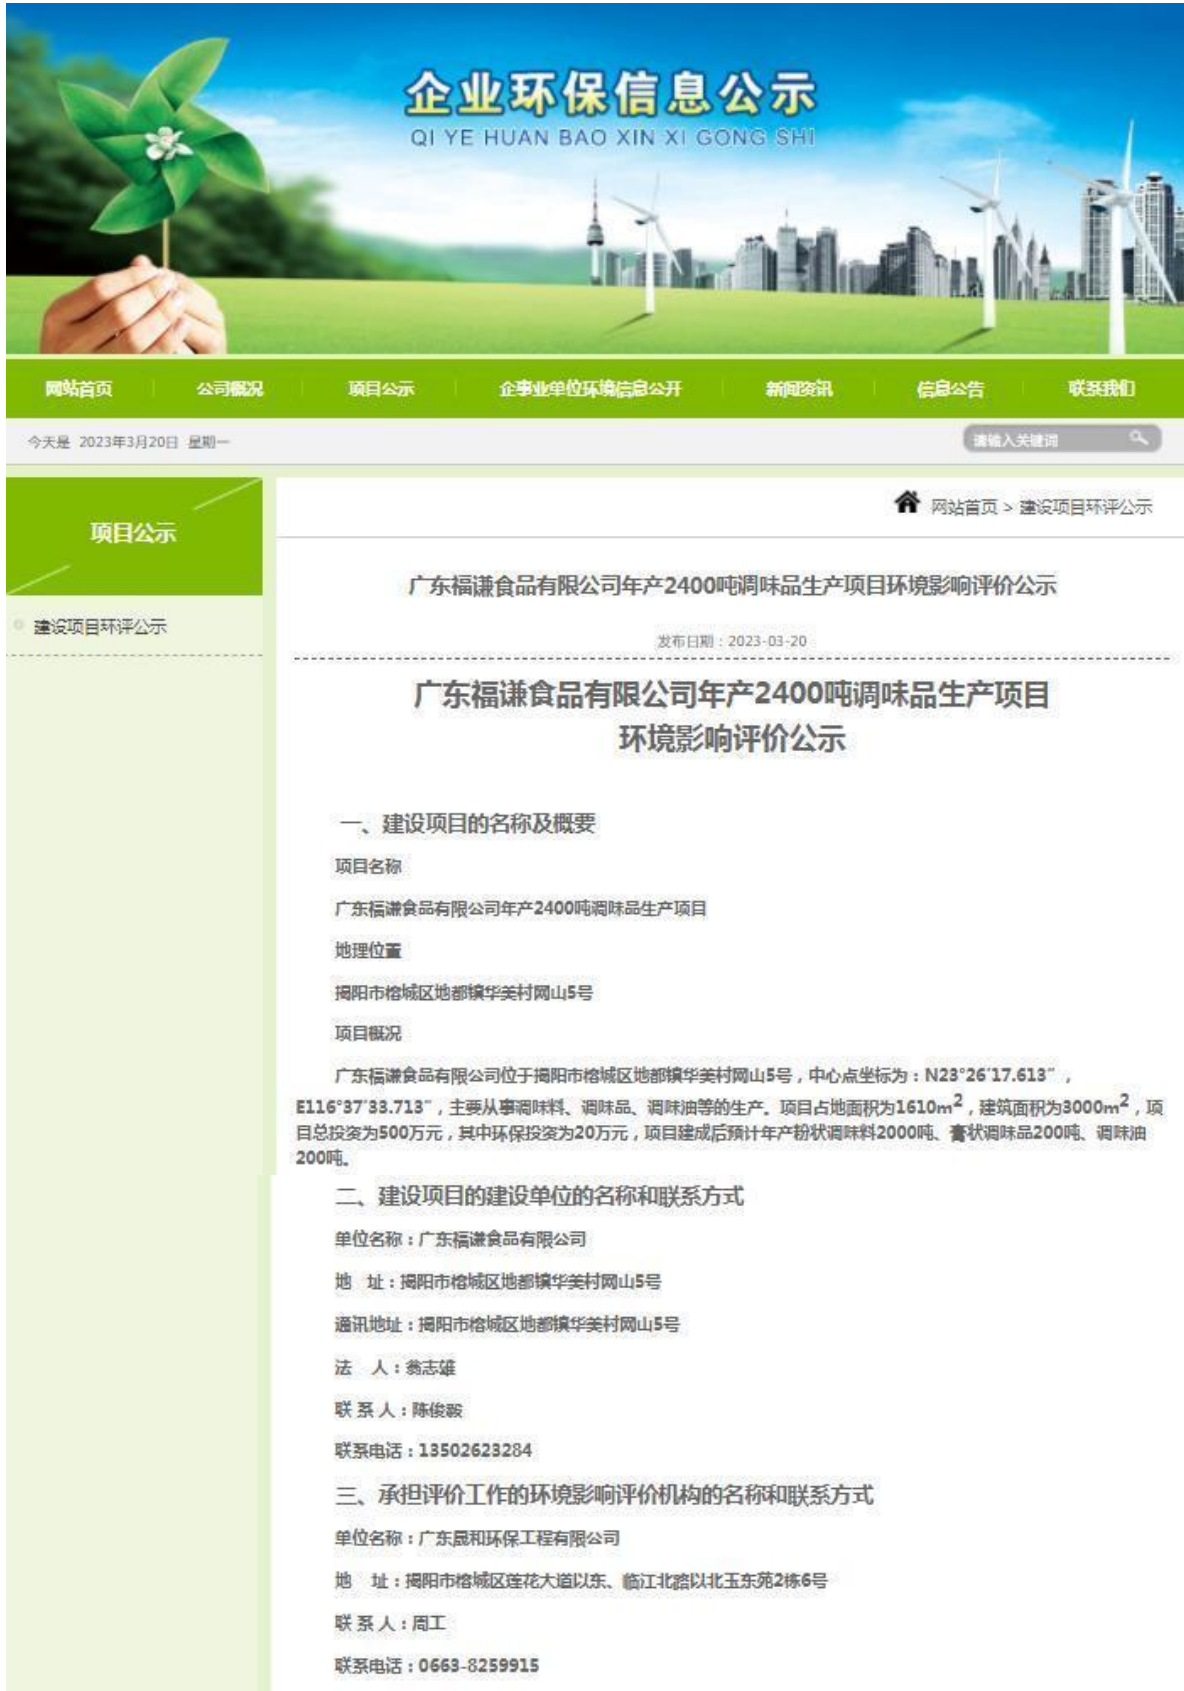 企业环保信息公示
QI YE HUAN BAO XIN XI GONG SHI
网站首页 公司概况 项目公示 企事业单位环境信息公开 新闻资讯 信息公告 联系我们
今天是 2023年3月20日 星期一 请输入关键词
项目公示
建设项目环评公示
网站首页 > 建设项目环评公示
广东福谦食品有限公司年产2400吨调味品生产项目环境影响评价公示
发布日期：2023-03-20
广东福谦食品有限公司年产2400吨调味品生产项目
环境影响评价公示
一、建设项目的名称及概要
项目名称
广东福谦食品有限公司年产2400吨调味品生产项目
地理位置
揭阳市榕城区地都镇华美村网山5号
项目概况
广东福谦食品有限公司位于揭阳市榕城区地都镇华美村网山5号，中心点坐标为：N23°26′17.613″，
E116°37′33.713″，主要从事调味料、调味品、调味油等的生产。项目占地面积为1610m²，建筑面积为3000m²，项
目总投资为500万元，其中环保投资为20万元，项目建成后预计年产粉状调味料2000吨、膏状调味品200吨、调味油
200吨。
二、建设项目的建设单位的名称和联系方式
单位名称：广东福谦食品有限公司
地 址：揭阳市榕城区地都镇华美村网山5号
通讯地址：揭阳市榕城区地都镇华美村网山5号
法 人：翁志雄
联 系 人：陈俊毅
联系电话：13502623284
三、承担评价工作的环境影响评价机构的名称和联系方式
单位名称：广东晟和环保工程有限公司
地 址：揭阳市榕城区莲花大道以东、临江北路以北玉东苑2栋6号
联 系 人：周工
联系电话：0663-8259915